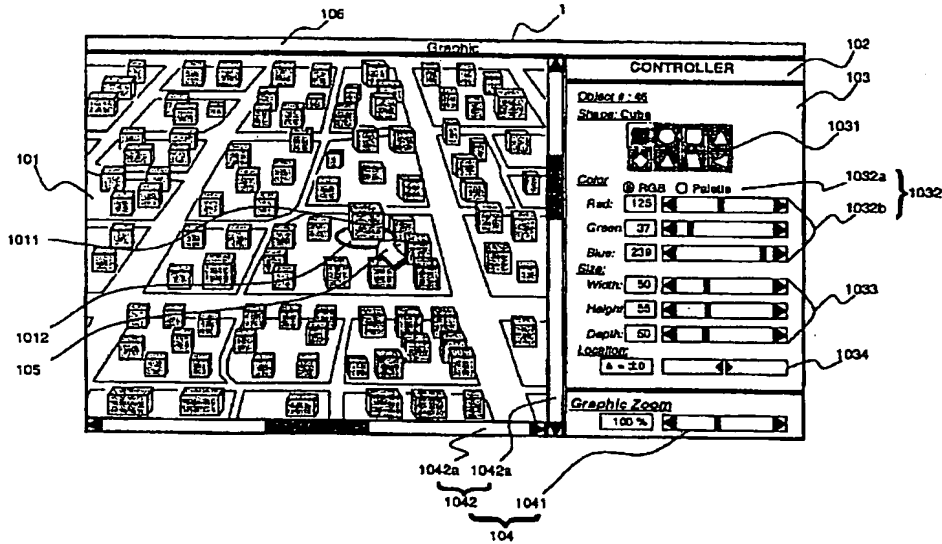 106
1
Graphic
102
CONTROLLER
103
Object # : 46
Shape: Cube
1031
101
Color
RGB Palette
1032a
1032
Red: 125
1032b
1011
Green 37
Blue: 239
Size:
Width: 50
1033
Height 55
1012
Depth: 60
Location:
1034
105
Δ = ±0
Graphic Zoom
100 %
1042a 1042a 1041
1042
104